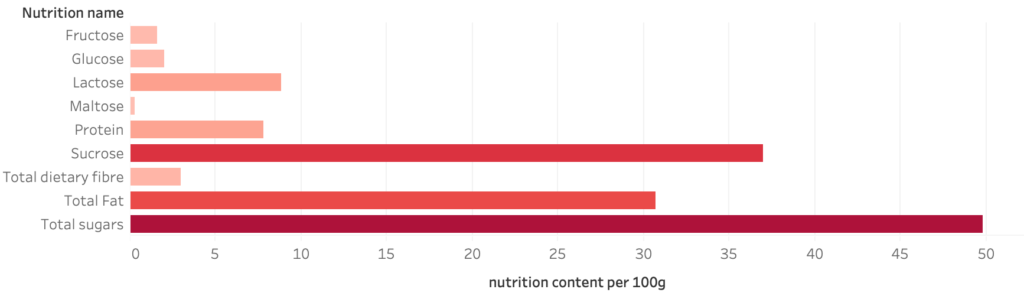 Nutrition name
Fructose
Glucose
Lactose
Maltose
Protein
Sucrose
Total dietary fibre
Total Fat
Total sugars
0 5 10 15 20 25 30 35 40 45 50
nutrition content per 100g